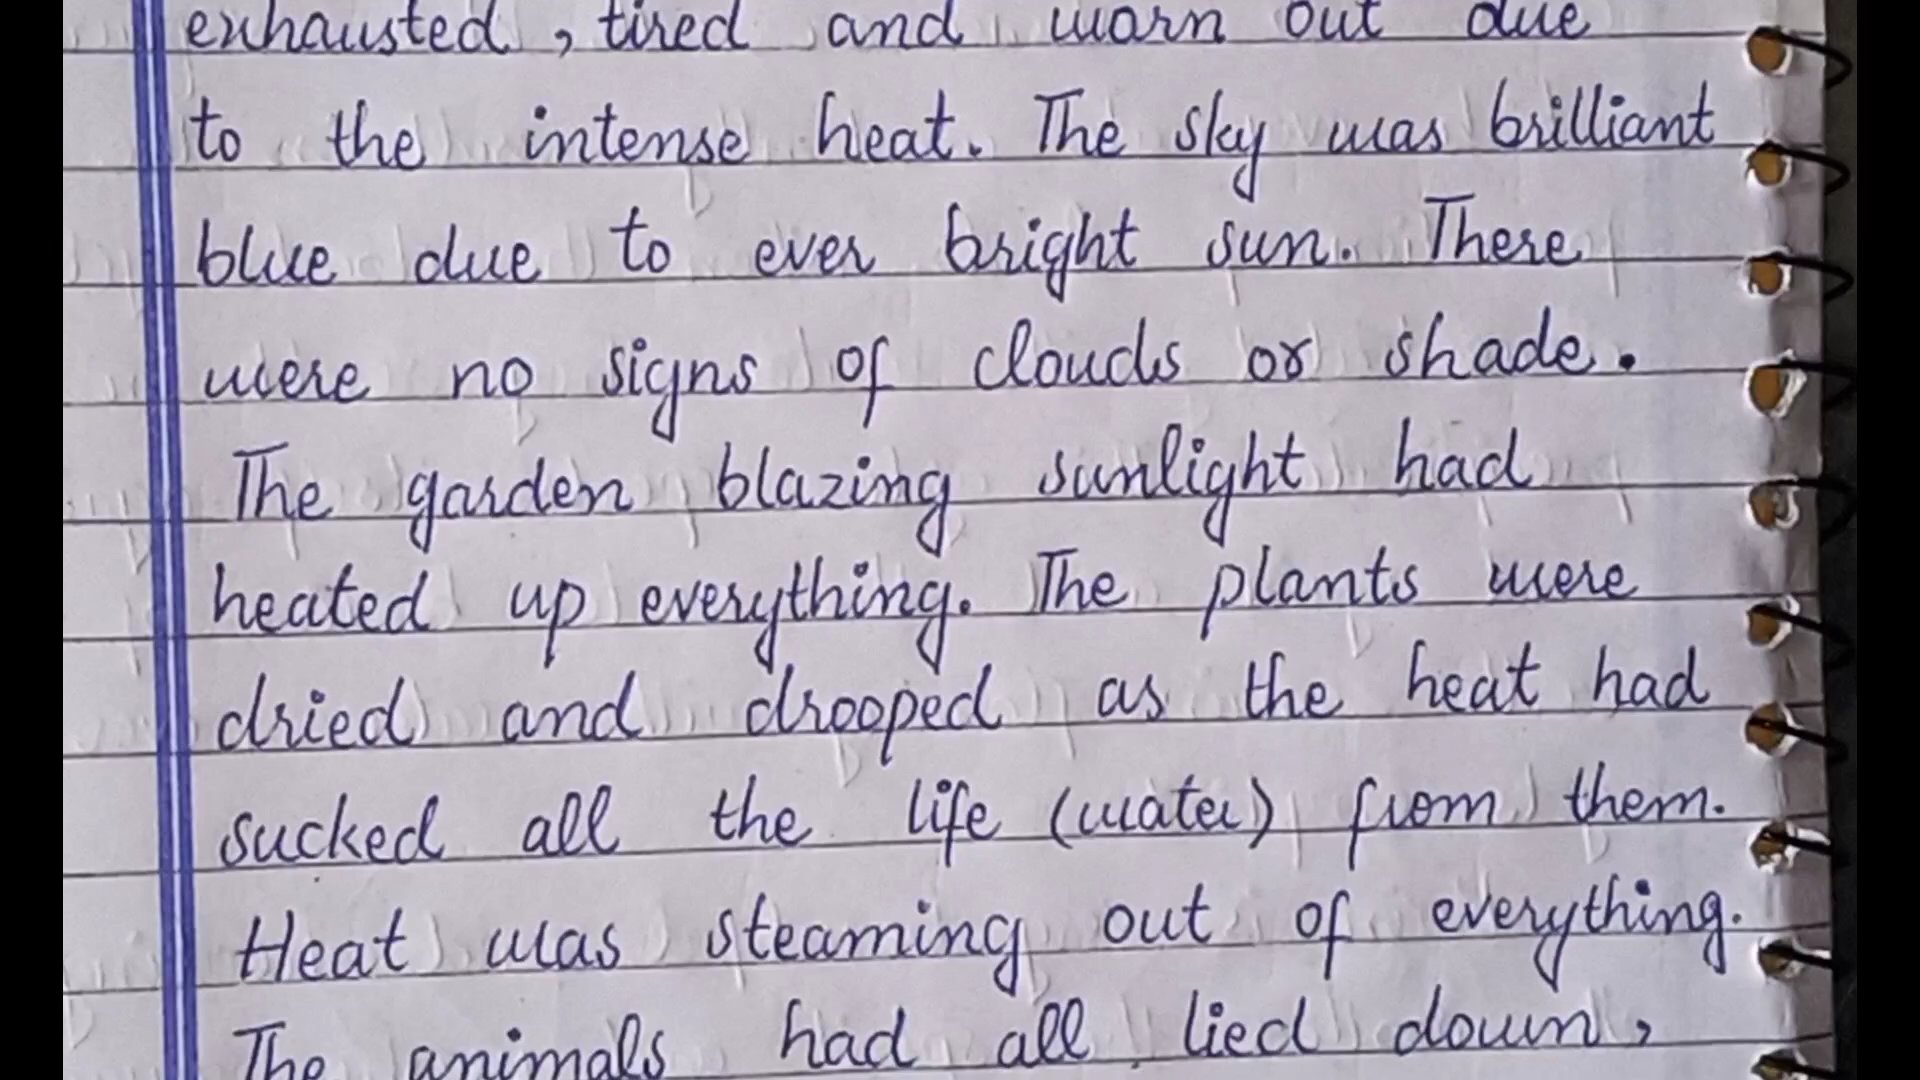 exhausted, tired and warn out due
to the intense heat. The sky was brilliant
blue due to ever bright sun. There
were no signs of clouds or shade.
The garden blazing sunlight had
heated up everything. The plants were
dried and drooped as the heat had
sucked all the life (water) from them.
Heat was steaming out of everything.
The animals had all lied down,